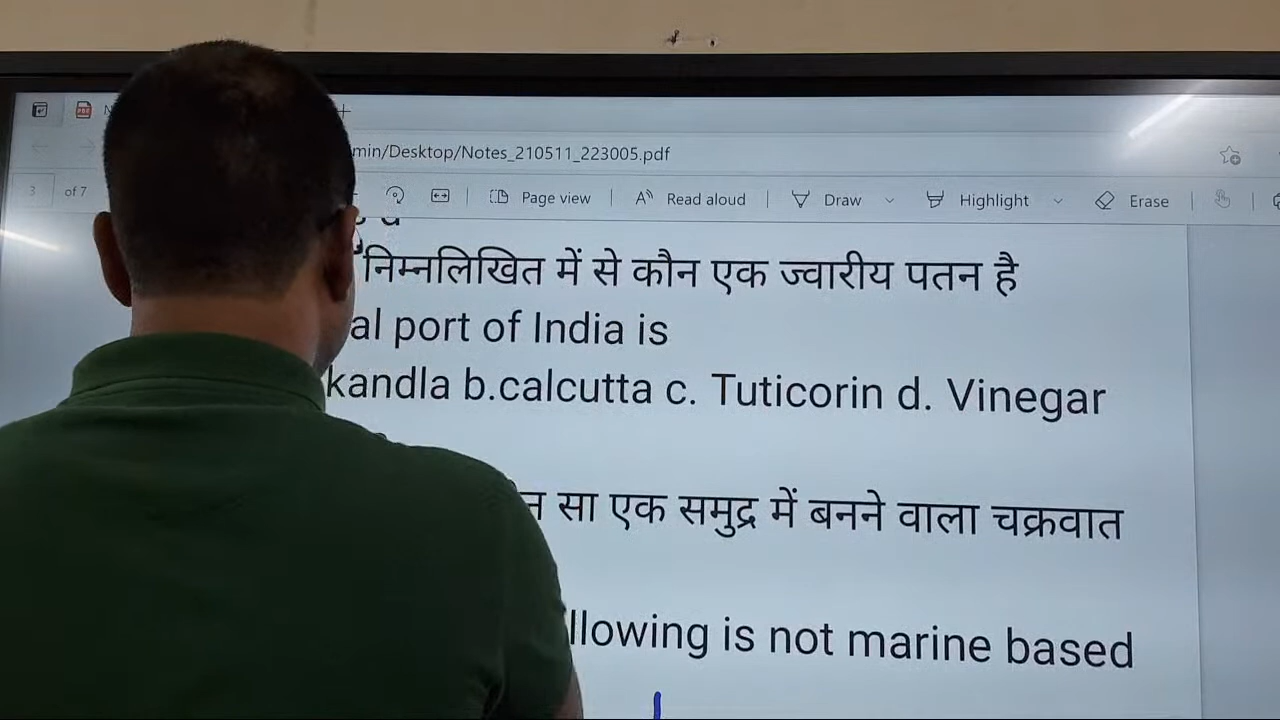 min/Desktop/Notes_210511_223005.pdf
3 of 7 Page view Read aloud Draw Highlight Erase
निम्नलिखित में से कौन एक ज्वारीय पतन है
al port of India is
kandla b.calcutta c. Tuticorin d. Vinegar
सा एक समुद्र में बनने वाला चक्रवात
llowing is not marine based